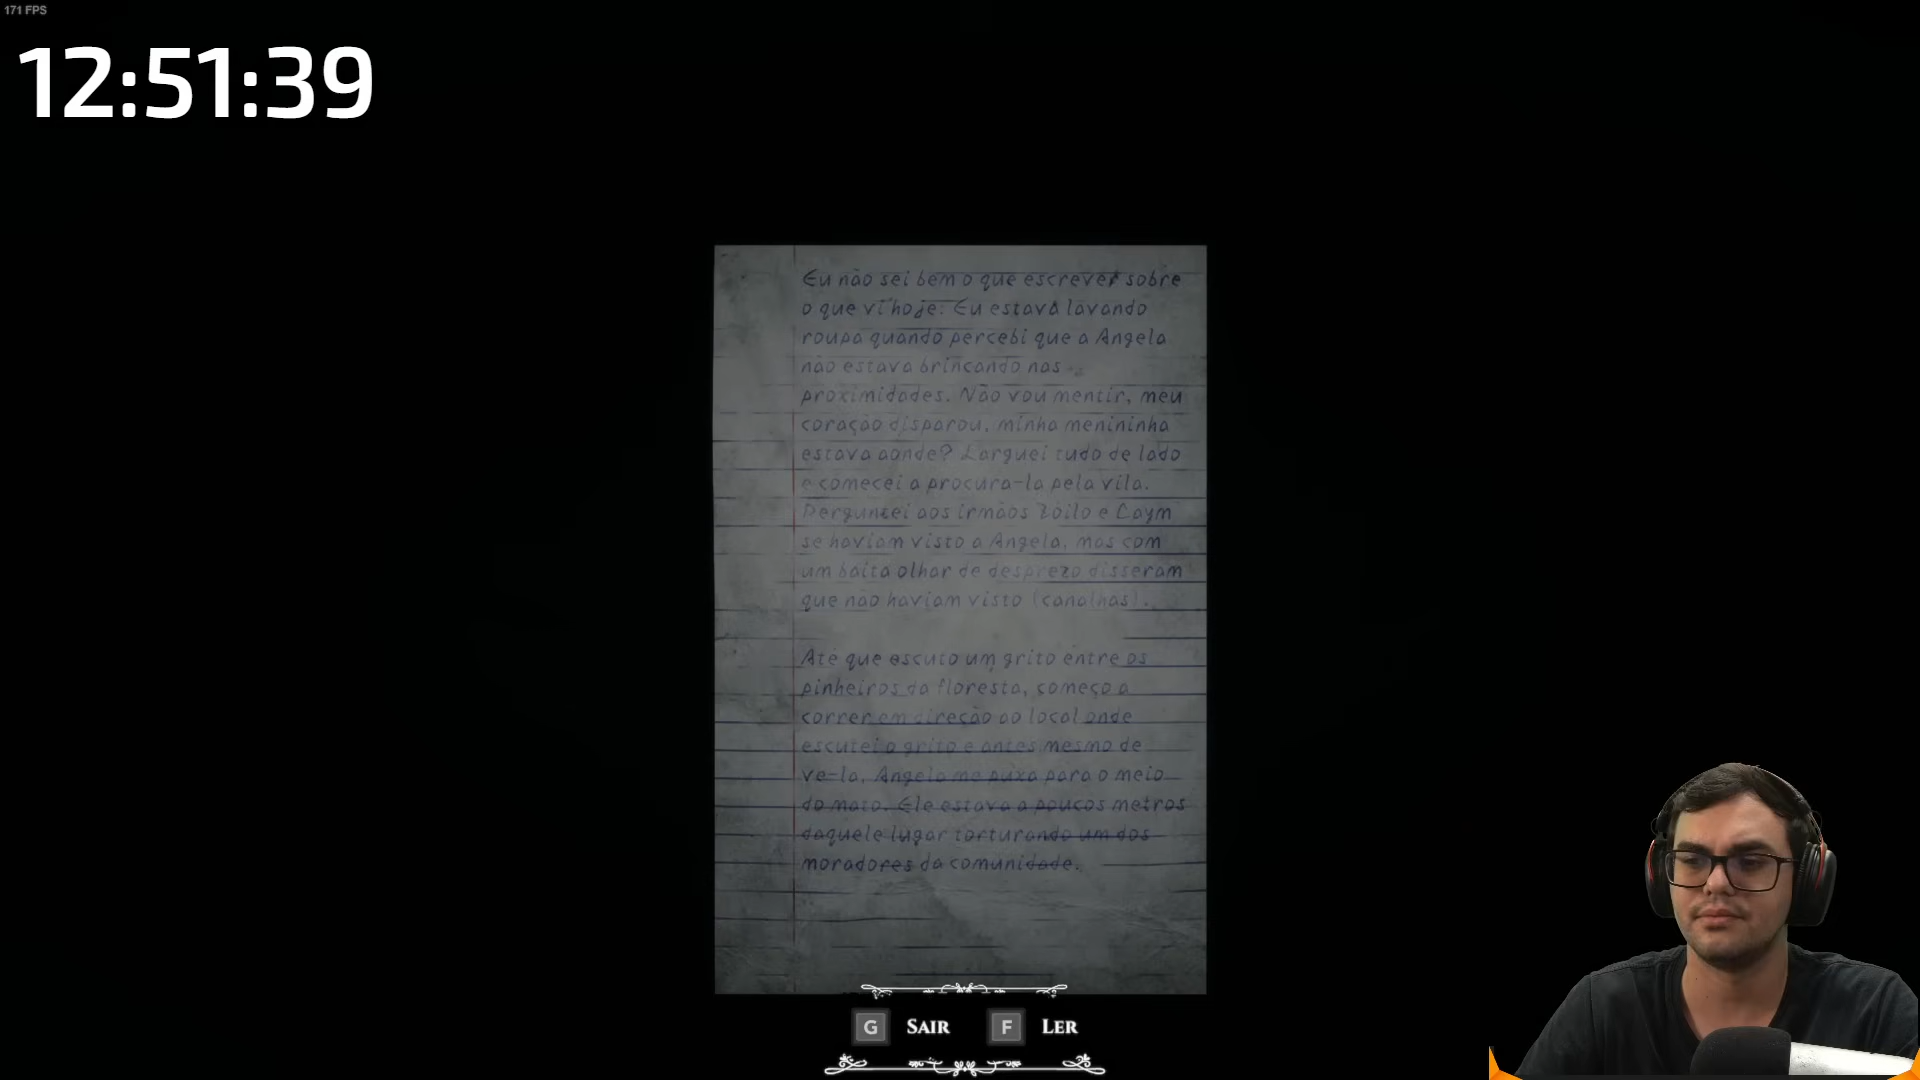 171 FPS
12:51:39
Eu não sei bem o que escrever sobre
o que vi hoje. Eu estava lavando
roupa quando percebi que a Angela
não estava brincando nas
proximidades. Não vou mentir, meu
coração disparou, minha menininha
estava aonde? Larguei tudo de lado
e comecei a procura-la pela vila.
Perguntei aos irmãos Zóilo e Caym
se haviam visto a Angela, mas com
um baita olhar de desprezo disseram
que não haviam visto (canalhas).
Até que escuto um grito entre os
pinheiros da floresta, começo a
correr em direção ao local onde
escutei o grito e antes mesmo de
ve-la, Angela me puxa para o meio
do mato. Ele estava a poucos metros
daquele lugar torturando um dos
moradores da comunidade.
G SAIR F LER